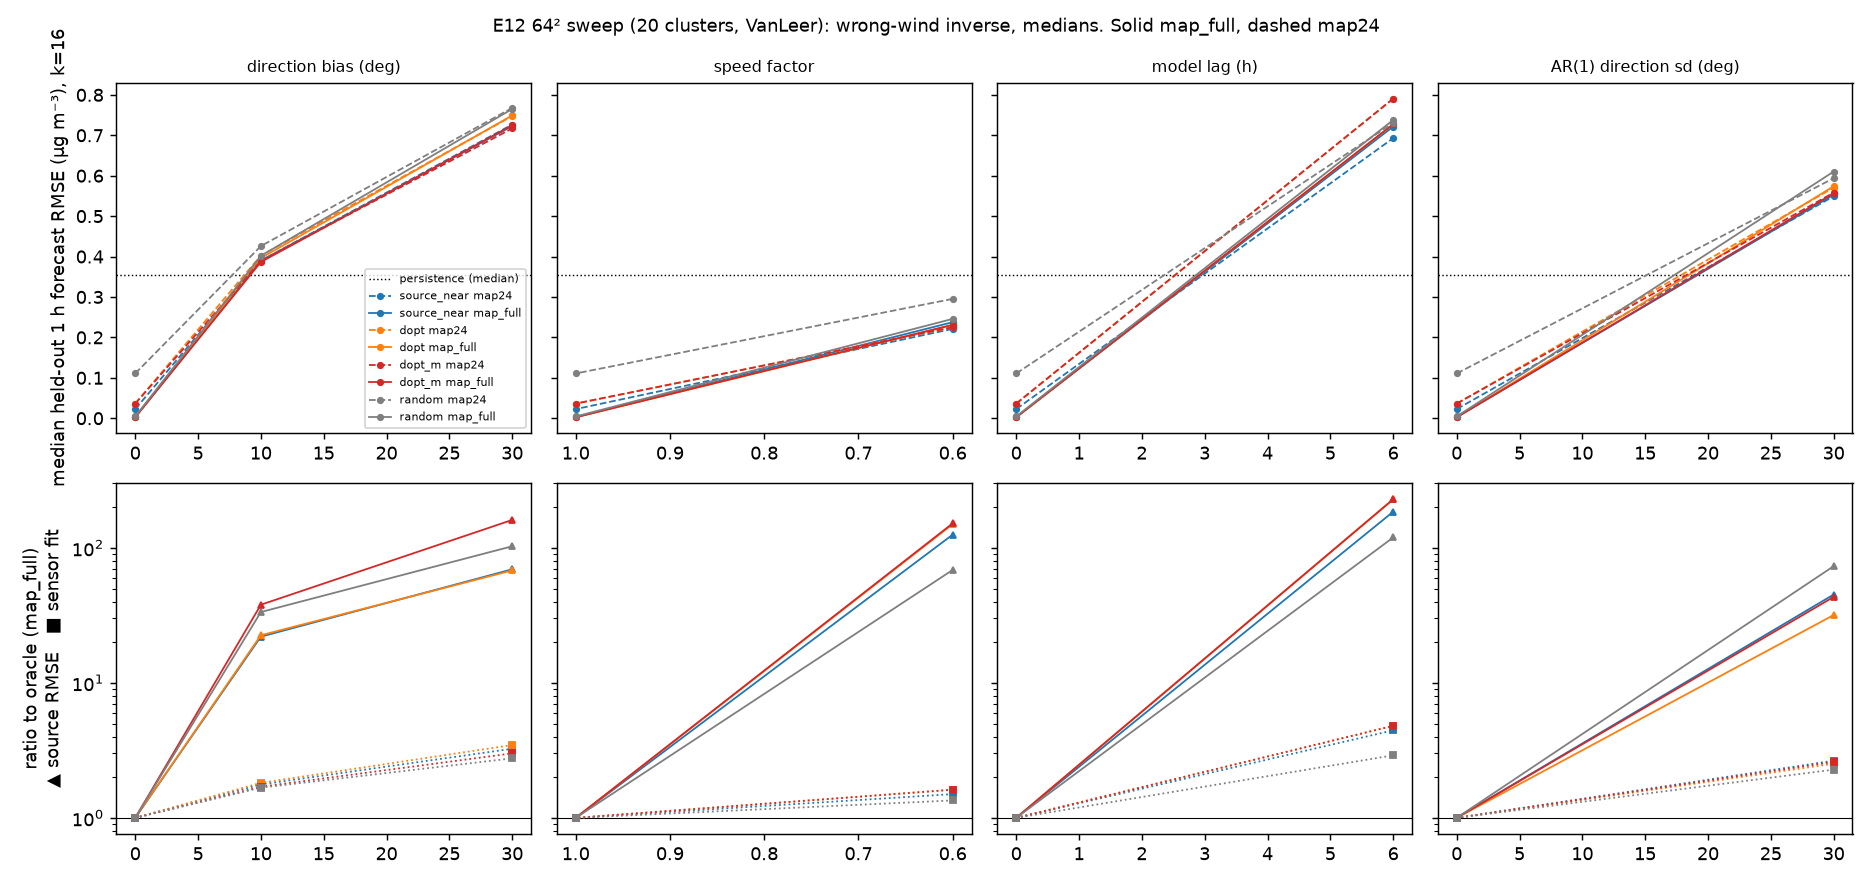 E12 64² sweep (20 clusters, VanLeer): wrong-wind inverse, medians. Solid map_full, dashed map24
direction bias (deg)
speed factor
model lag (h)
AR(1) direction sd (deg)
median held-out 1 h forecast RMSE (µg m⁻³), k=16
0.8
0.7
0.6
0.5
0.4
0.3
0.2
0.1
0.0
persistence (median)
source_near map24
source_near map_full
dopt map24
dopt map_full
dopt_m map24
dopt_m map_full
random map24
random map_full
0 5 10 15 20 25 30
1.0 0.9 0.8 0.7 0.6
0 1 2 3 4 5 6
0 5 10 15 20 25 30
ratio to oracle (map_full)
▲ source RMSE ■ sensor fit
10²
10¹
10⁰
0 5 10 15 20 25 30
1.0 0.9 0.8 0.7 0.6
0 1 2 3 4 5 6
0 5 10 15 20 25 30